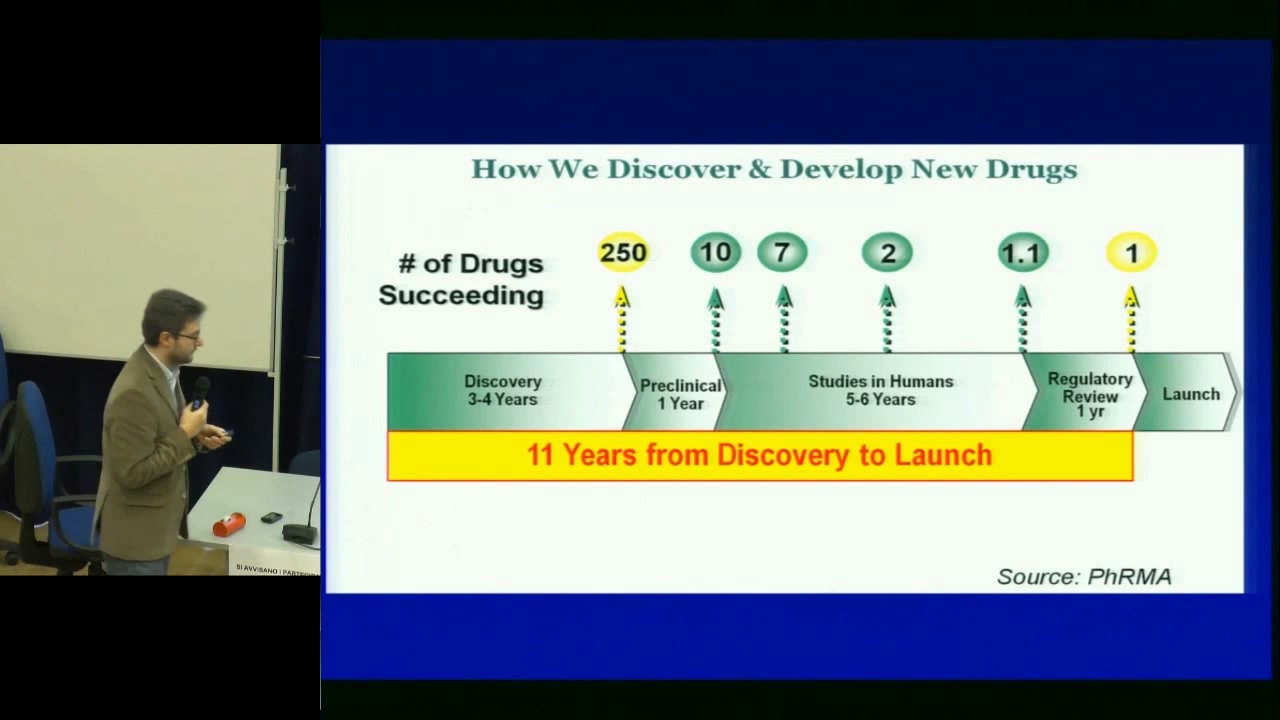 How We Discover & Develop New Drugs
# of Drugs
Succeeding
250
10
7
2
1.1
1
Discovery
3-4 Years
Preclinical
1 Year
Studies in Humans
5-6 Years
Regulatory
Review
1 yr
Launch
11 Years from Discovery to Launch
Source: PhRMA
SI AVVISANO I